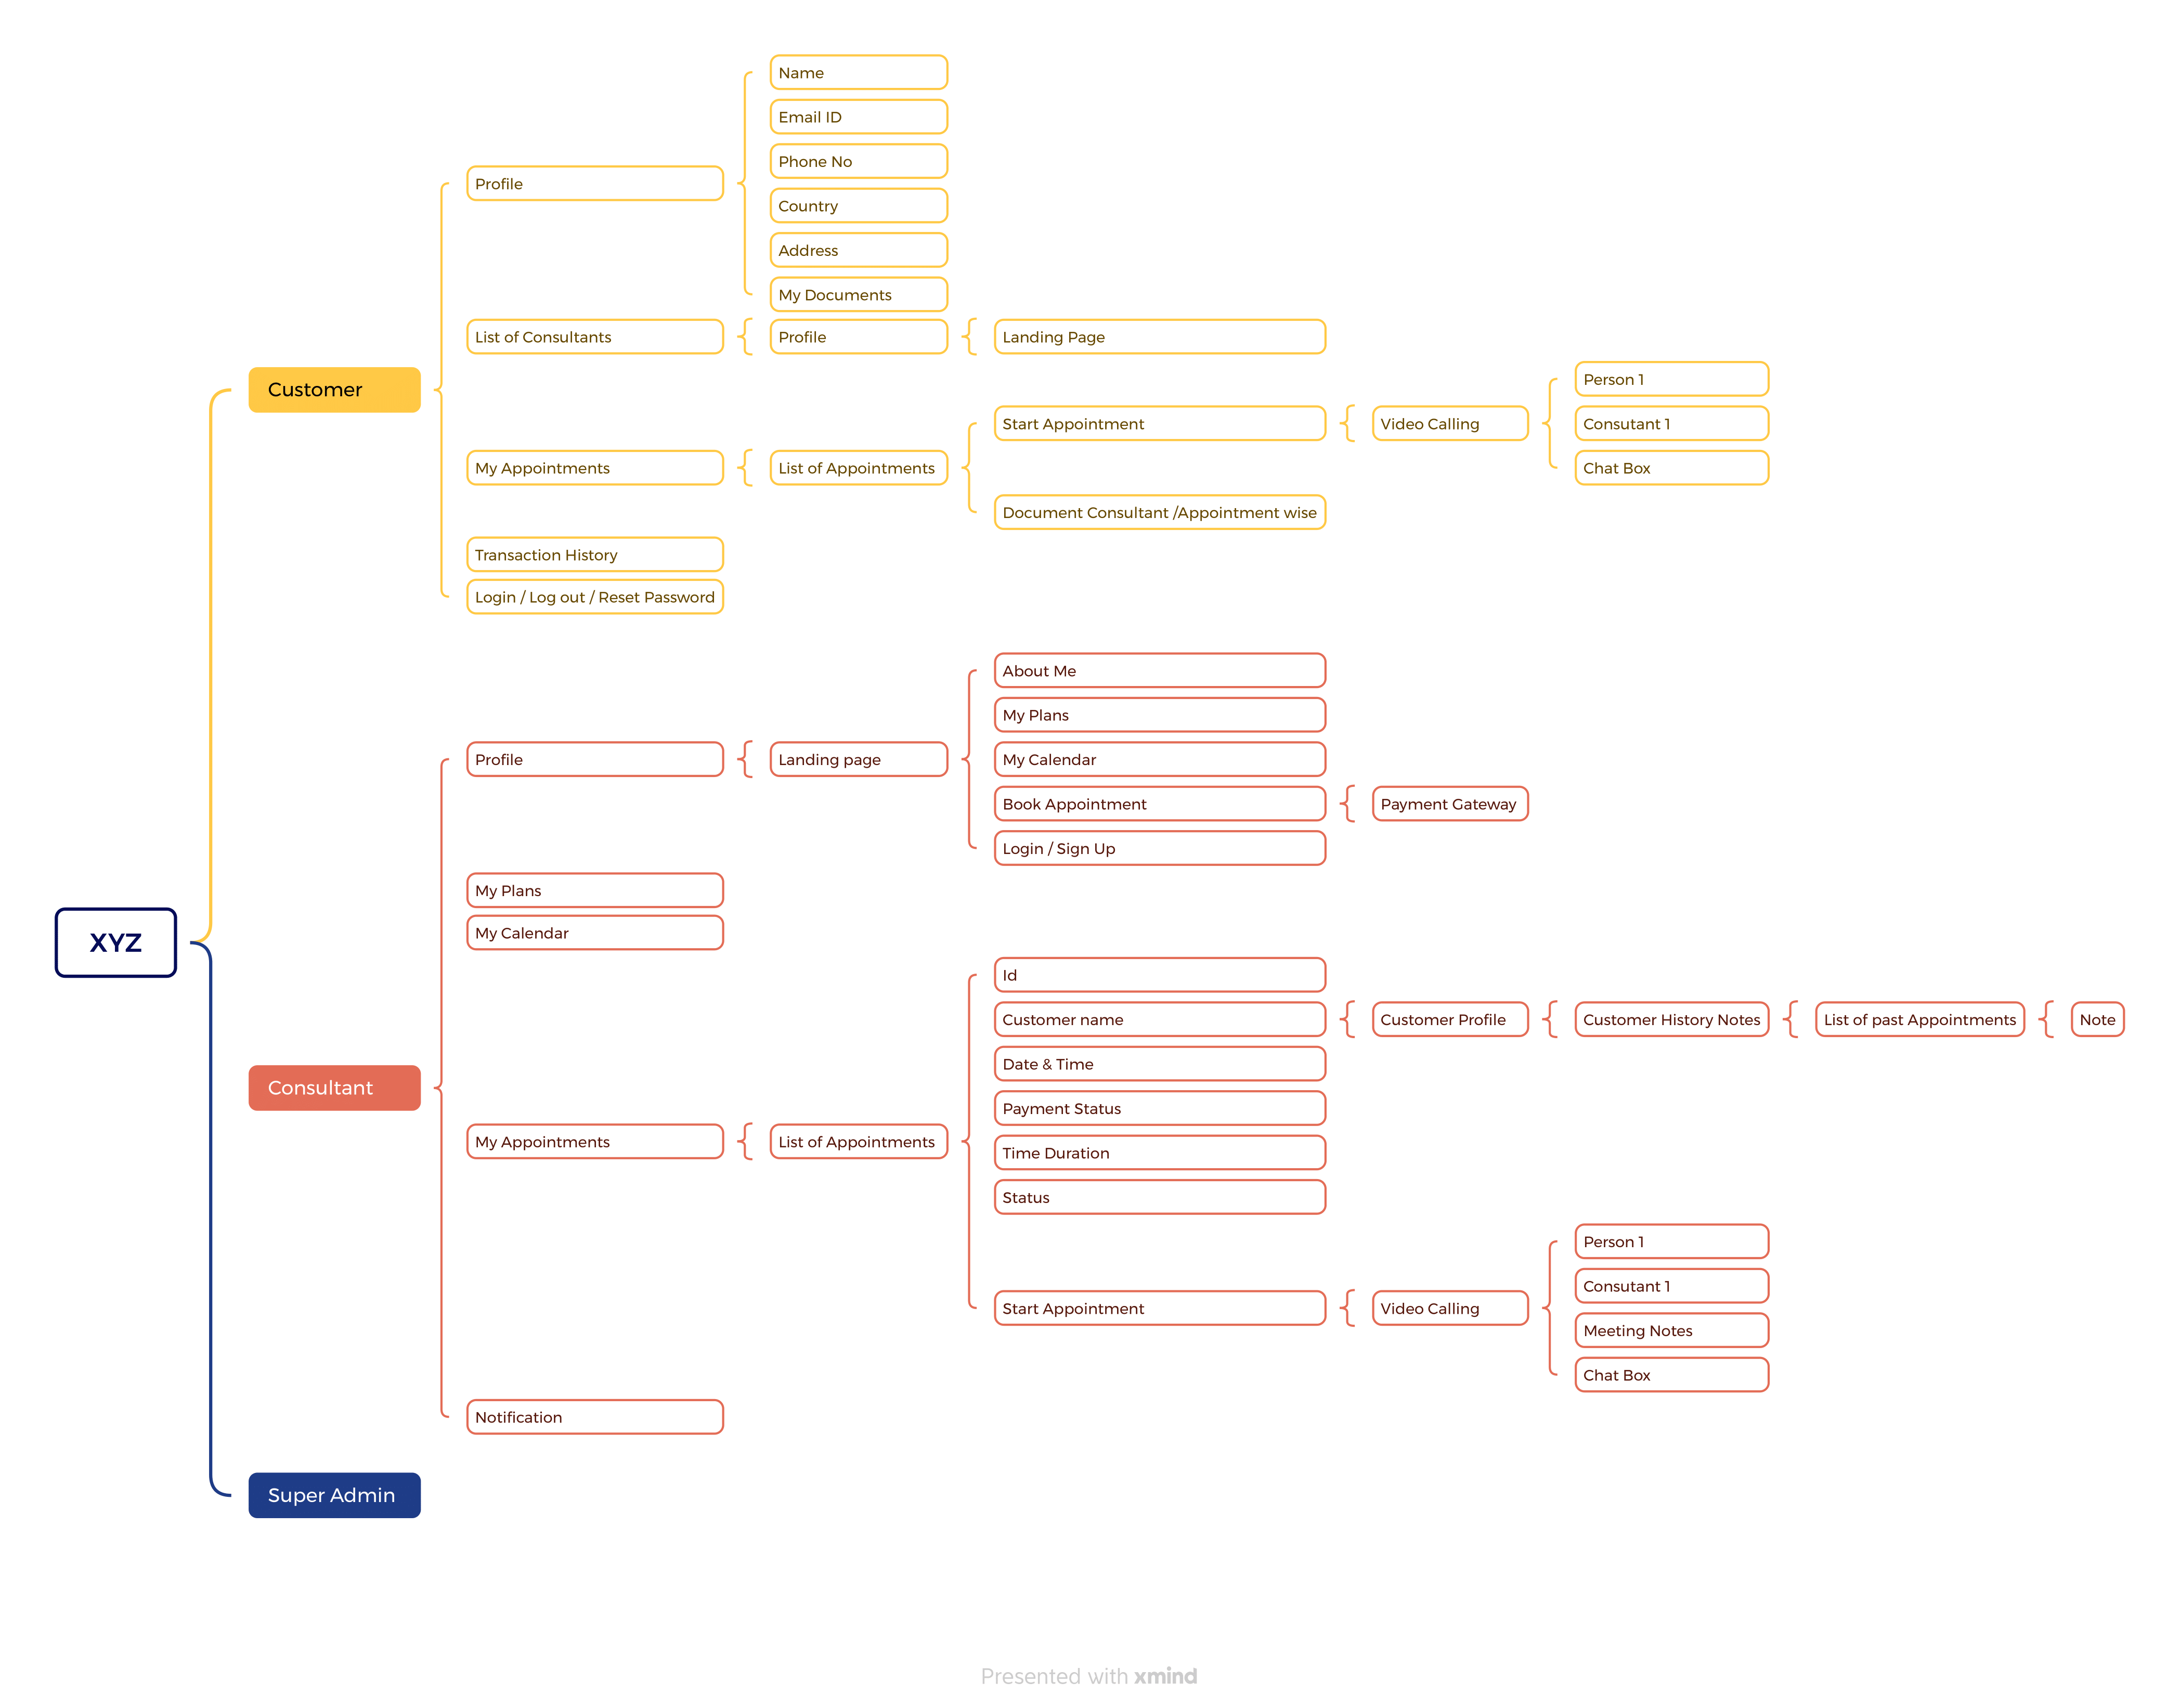 Name
Email ID
Phone No
Profile
Country
Address
My Documents
List of Consultants
Profile
Landing Page
Customer
Person 1
Start Appointment
Video Calling
Consutant 1
My Appointments
List of Appointments
Chat Box
Document Consultant /Appointment wise
Transaction History
Login / Log out / Reset Password
About Me
My Plans
Profile
Landing page
My Calendar
Book Appointment
Payment Gateway
Login / Sign Up
My Plans
My Calendar
XYZ
Id
Customer name
Customer Profile
Customer History Notes
List of past Appointments
Note
Date & Time
Consultant
Payment Status
My Appointments
List of Appointments
Time Duration
Status
Person 1
Consutant 1
Start Appointment
Video Calling
Meeting Notes
Chat Box
Notification
Super Admin
Presented with xmind